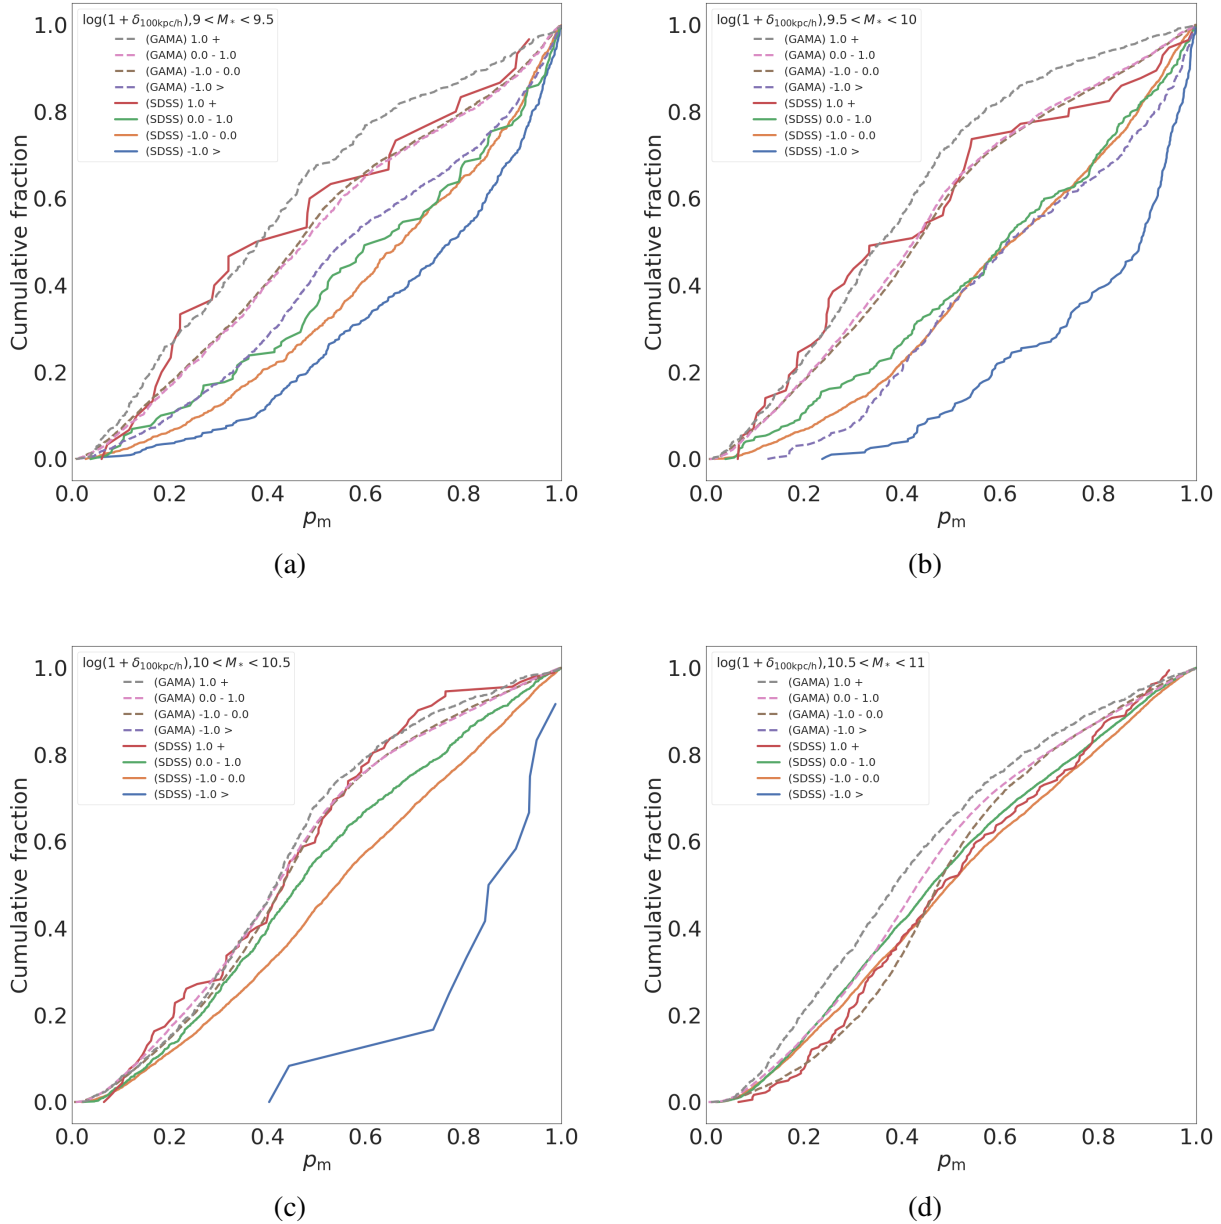 log(1 + δ100kpc/h),9 < M* < 9.5
(GAMA) 1.0 +
(GAMA) 0.0 - 1.0
(GAMA) -1.0 - 0.0
(GAMA) -1.0 >
(SDSS) 1.0 +
(SDSS) 0.0 - 1.0
(SDSS) -1.0 - 0.0
(SDSS) -1.0 >
1.0
0.8
0.6
0.4
0.2
0.0
Cumulative fraction
0.0 0.2 0.4 0.6 0.8 1.0
pm
(a)
log(1 + δ100kpc/h),9.5 < M* < 10
(GAMA) 1.0 +
(GAMA) 0.0 - 1.0
(GAMA) -1.0 - 0.0
(GAMA) -1.0 >
(SDSS) 1.0 +
(SDSS) 0.0 - 1.0
(SDSS) -1.0 - 0.0
(SDSS) -1.0 >
1.0
0.8
0.6
0.4
0.2
0.0
Cumulative fraction
0.0 0.2 0.4 0.6 0.8 1.0
pm
(b)
log(1 + δ100kpc/h),10 < M* < 10.5
(GAMA) 1.0 +
(GAMA) 0.0 - 1.0
(GAMA) -1.0 - 0.0
(GAMA) -1.0 >
(SDSS) 1.0 +
(SDSS) 0.0 - 1.0
(SDSS) -1.0 - 0.0
(SDSS) -1.0 >
1.0
0.8
0.6
0.4
0.2
0.0
Cumulative fraction
0.0 0.2 0.4 0.6 0.8 1.0
pm
(c)
log(1 + δ100kpc/h),10.5 < M* < 11
(GAMA) 1.0 +
(GAMA) 0.0 - 1.0
(GAMA) -1.0 - 0.0
(GAMA) -1.0 >
(SDSS) 1.0 +
(SDSS) 0.0 - 1.0
(SDSS) -1.0 - 0.0
(SDSS) -1.0 >
1.0
0.8
0.6
0.4
0.2
0.0
Cumulative fraction
0.0 0.2 0.4 0.6 0.8 1.0
pm
(d)